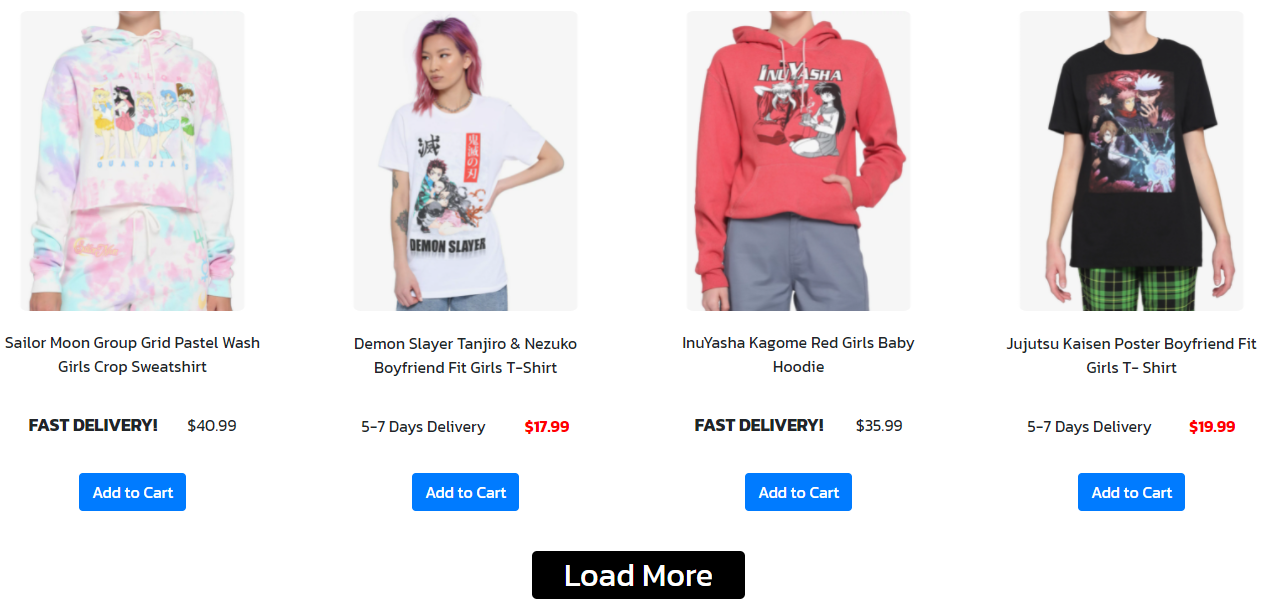 GUARDIANS
滅
鬼滅の刃
DEMON SLAYER
INUYASHA
Sailor Moon Group Grid Pastel Wash
Girls Crop Sweatshirt
Demon Slayer Tanjiro & Nezuko
Boyfriend Fit Girls T-Shirt
InuYasha Kagome Red Girls Baby
Hoodie
Jujutsu Kaisen Poster Boyfriend Fit
Girls T- Shirt
FAST DELIVERY! $40.99
5-7 Days Delivery $17.99
FAST DELIVERY! $35.99
5-7 Days Delivery $19.99
Add to Cart
Add to Cart
Add to Cart
Add to Cart
Load More